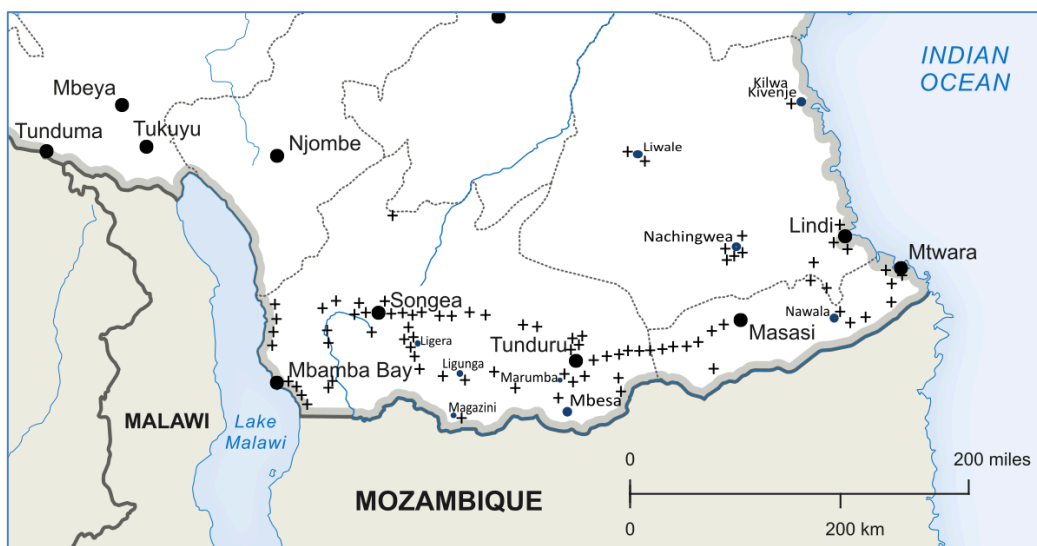 INDIAN
OCEAN
Kilwa
Kivenje
Mbeya
Tunduma
Tukuyu
Njombe
Liwale
Nachingwea
Lindi
Mtwara
Songea
Nawala
Masasi
Ligera
Tunduru
Ligunga
Marumba
Mbamba Bay
Magazini
Mbesa
MALAWI
Lake
Malawi
MOZAMBIQUE
0
200 miles
0
200 km